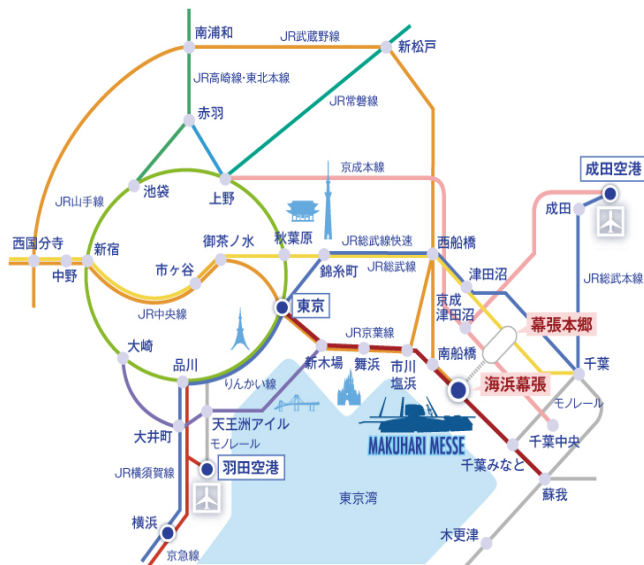 南浦和
JR武蔵野線
新松戸
JR高崎線・東北本線
赤羽
JR常磐線
京成本線
成田空港
池袋
上野
成田
JR山手線
西国分寺
新宿
御茶ノ水
秋葉原
JR総武線快速
西船橋
中野
市ケ谷
錦糸町
JR総武線
津田沼
JR総武本線
JR中央線
東京
京成
津田沼
幕張本郷
大崎
JR京葉線
品川
新木場
舞浜
市川
塩浜
南船橋
千葉
りんかい線
海浜幕張
モノレール
大井町
天王洲アイル
モノレール
MAKUHARI MESSE
千葉中央
千葉みなと
JR横須賀線
羽田空港
蘇我
東京湾
横浜
木更津
京急線